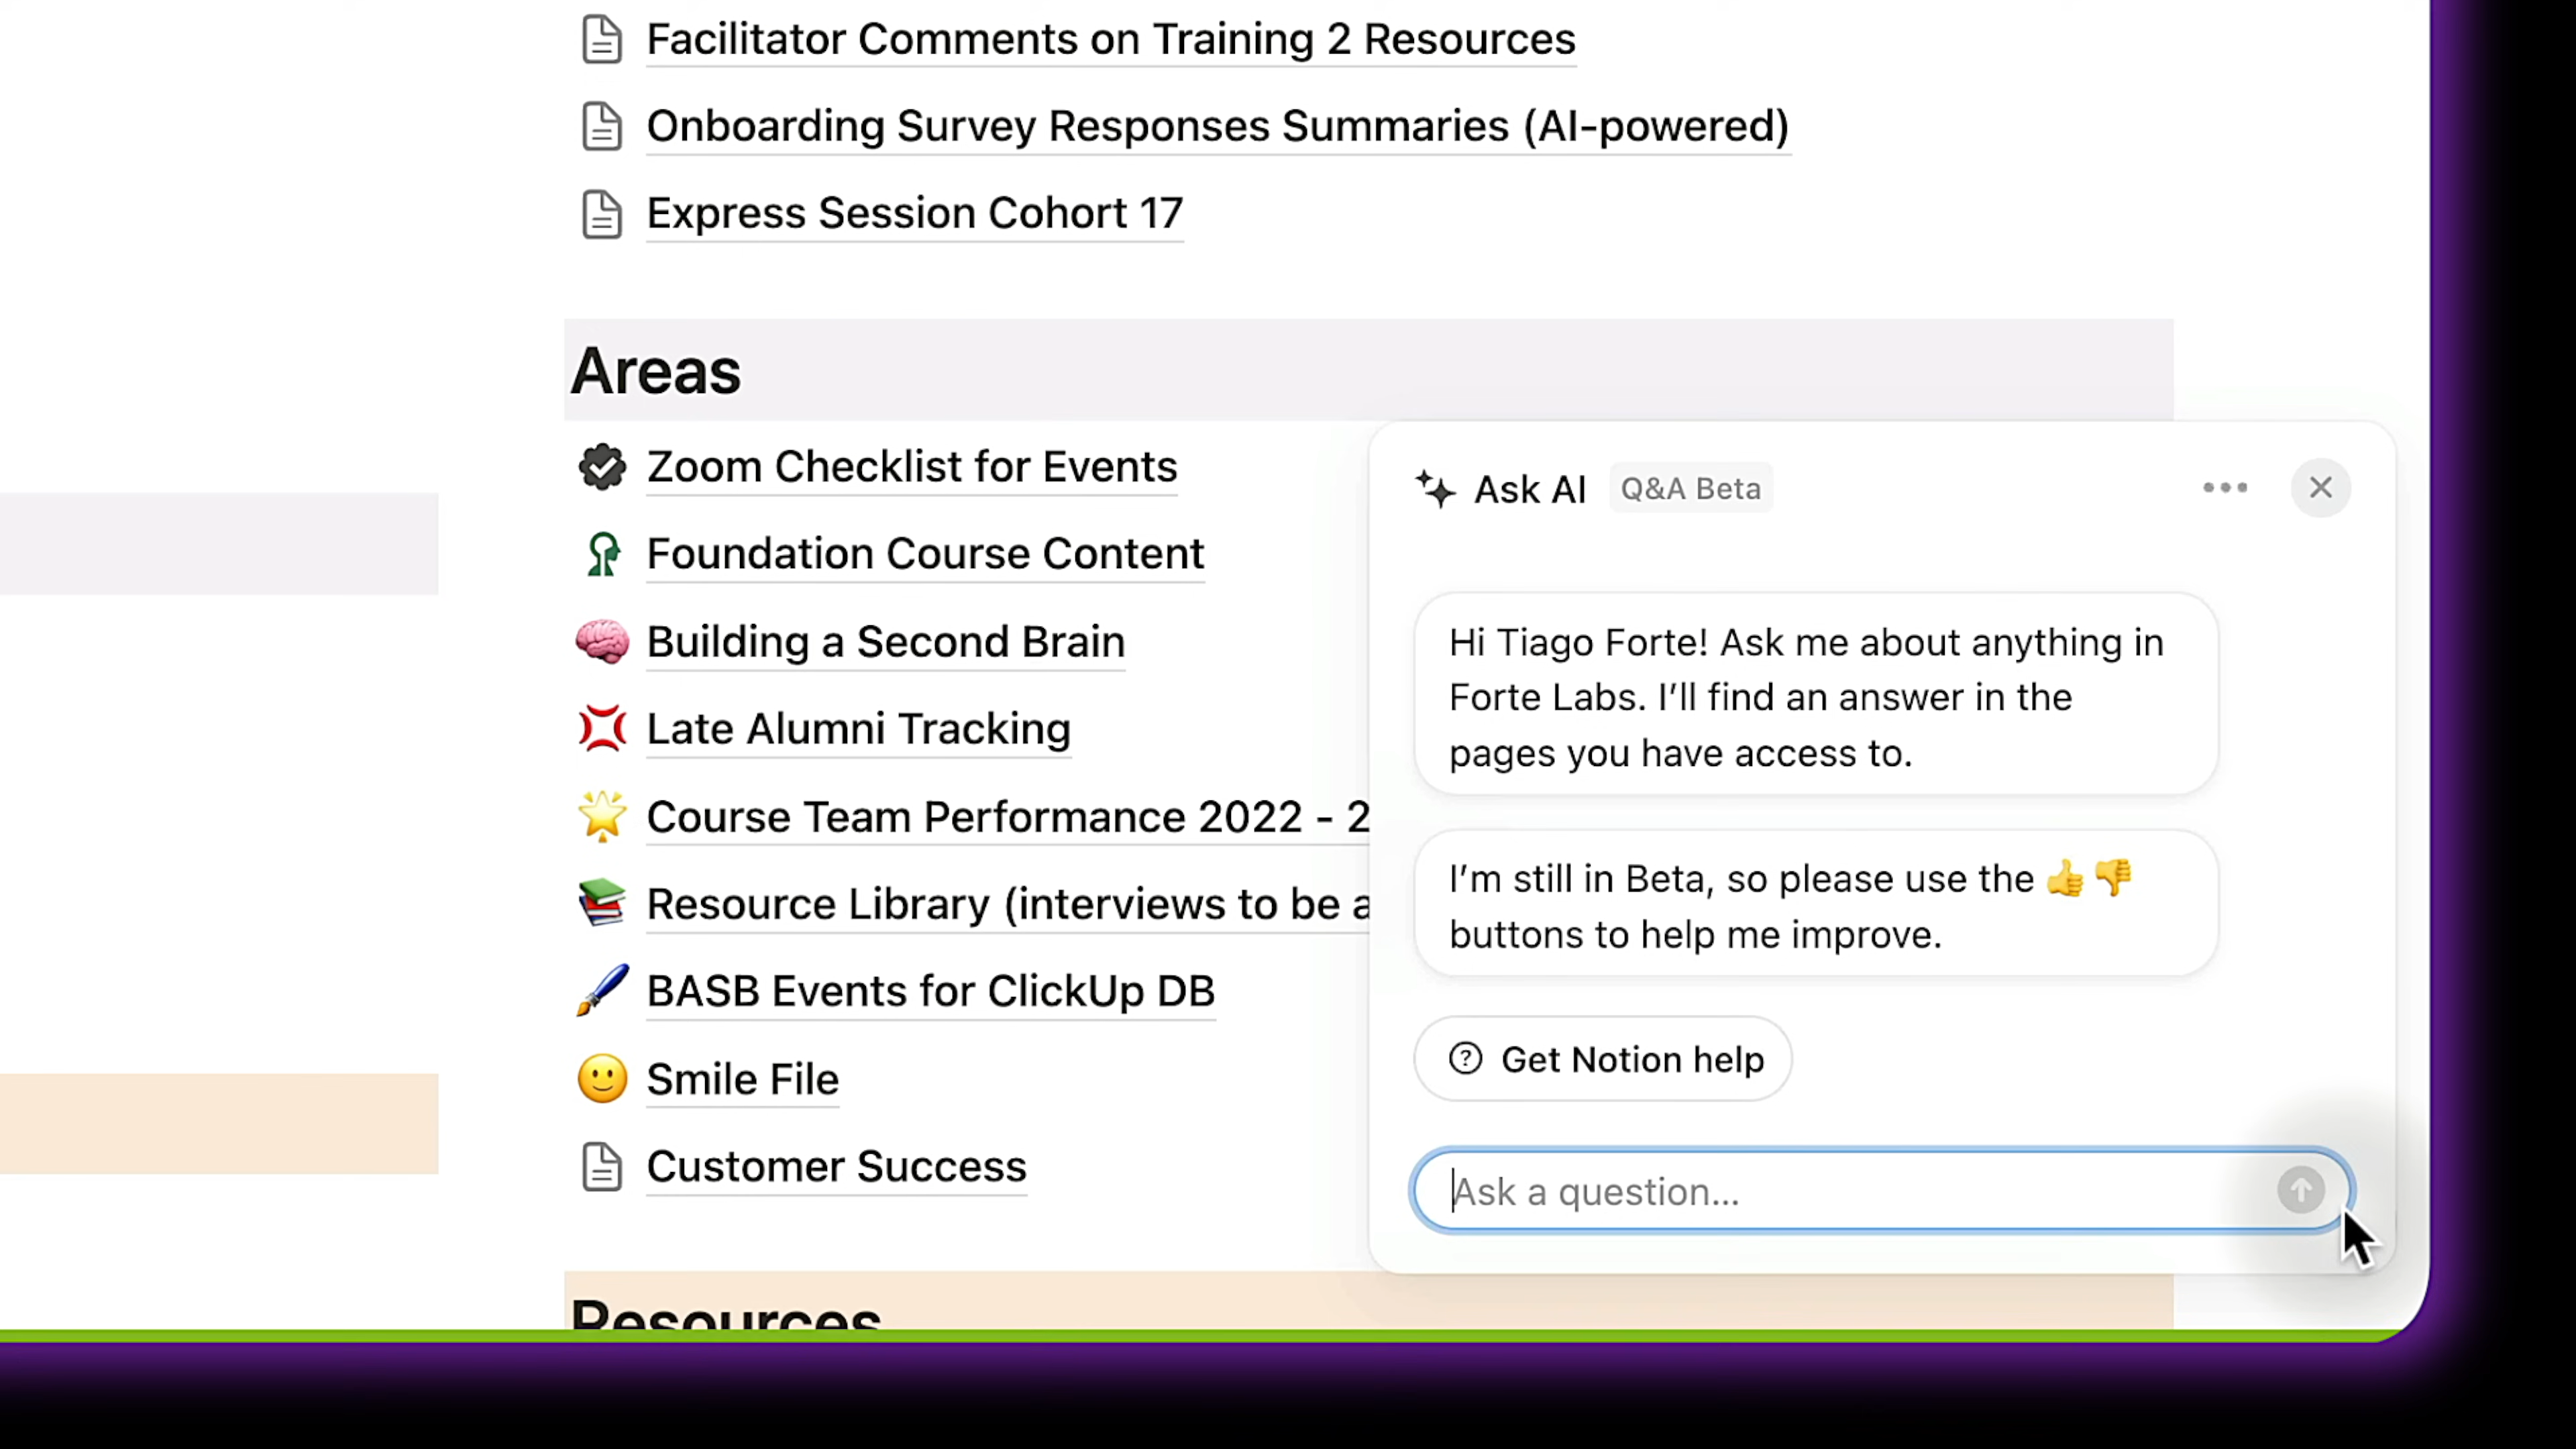 Facilitator Comments on Training 2 Resources
Onboarding Survey Responses Summaries (AI-powered)
Express Session Cohort 17
Areas
Zoom Checklist for Events
Foundation Course Content
Building a Second Brain
Late Alumni Tracking
Course Team Performance 2022 - 2
Resource Library (interviews to be a
BASB Events for ClickUp DB
Smile File
Customer Success
Resources
Ask AI Q&A Beta
Hi Tiago Forte! Ask me about anything in
Forte Labs. I’ll find an answer in the
pages you have access to.
I’m still in Beta, so please use the 👍👎
buttons to help me improve.
Get Notion help
Ask a question...